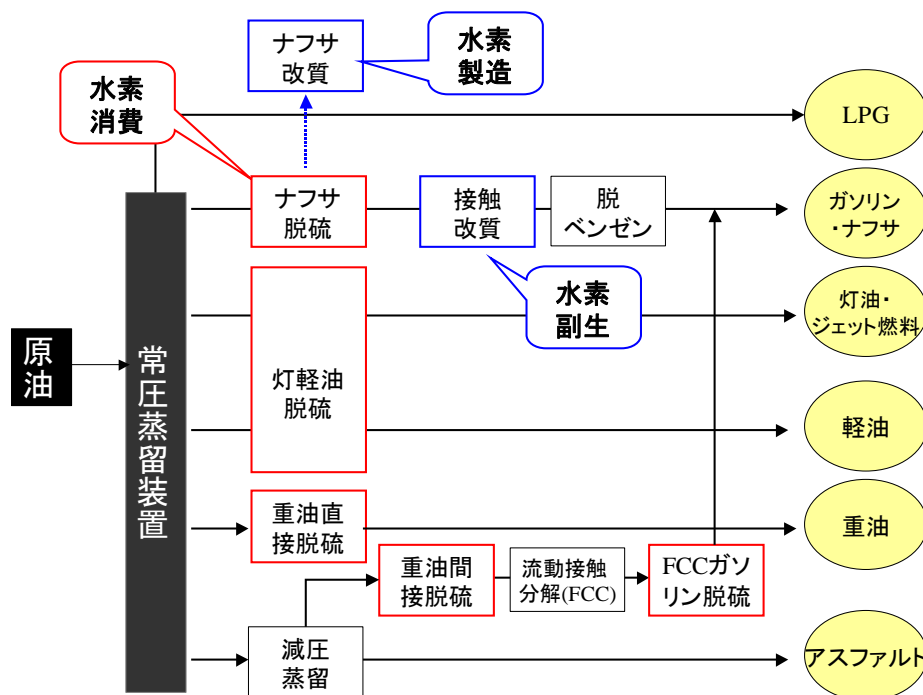 ナフサ
改質
水素
製造
水素
消費
LPG
ナフサ
脱硫
接触
改質
脱
ベンゼン
ガソリン
・ナフサ
水素
副生
灯油・
ジェット燃料
原油
常圧蒸留装置
灯軽油
脱硫
軽油
重油直
接脱硫
重油
重油間
接脱硫
流動接触
分解(FCC)
FCCガソ
リン脱硫
減圧
蒸留
アスファルト